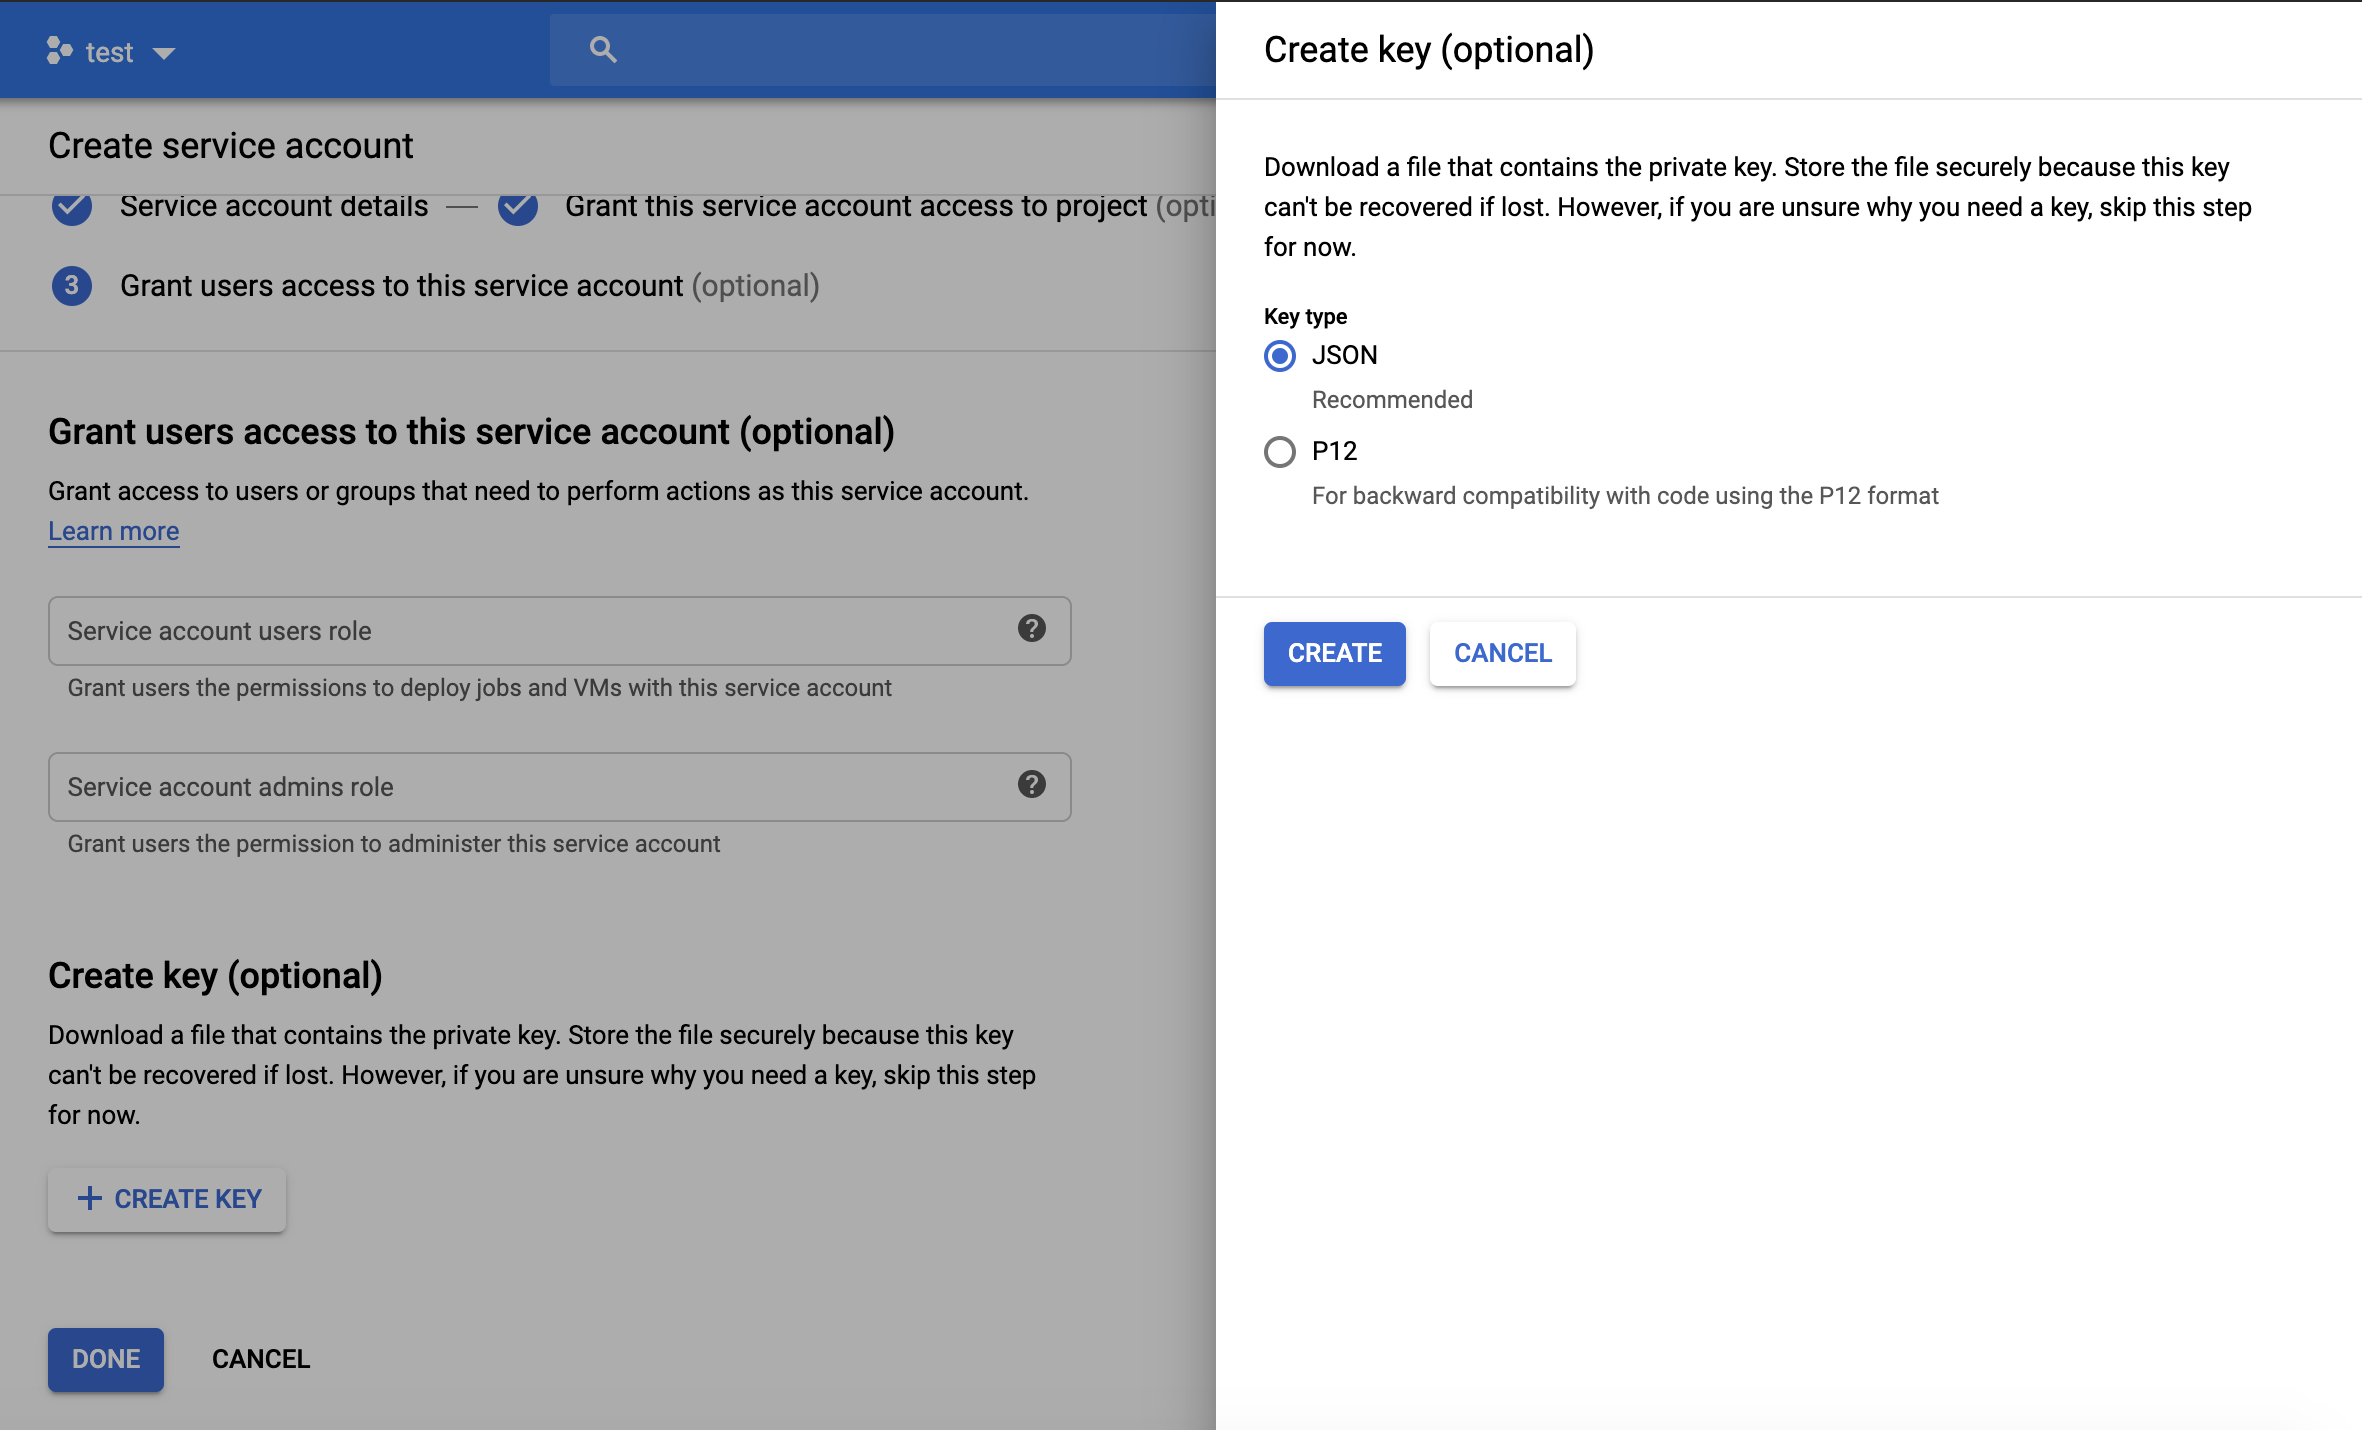 test
Create service account
Service account details
Grant this service account access to project (opti
3
Grant users access to this service account (optional)
Grant users access to this service account (optional)
Grant access to users or groups that need to perform actions as this service account.
Learn more
Service account users role
?
Grant users the permissions to deploy jobs and VMs with this service account
Service account admins role
?
Grant users the permission to administer this service account
Create key (optional)
Download a file that contains the private key. Store the file securely because this key
can't be recovered if lost. However, if you are unsure why you need a key, skip this step
for now.
+ CREATE KEY
DONE
CANCEL
Create key (optional)
Download a file that contains the private key. Store the file securely because this key
can't be recovered if lost. However, if you are unsure why you need a key, skip this step
for now.
Key type
JSON
Recommended
P12
For backward compatibility with code using the P12 format
CREATE
CANCEL